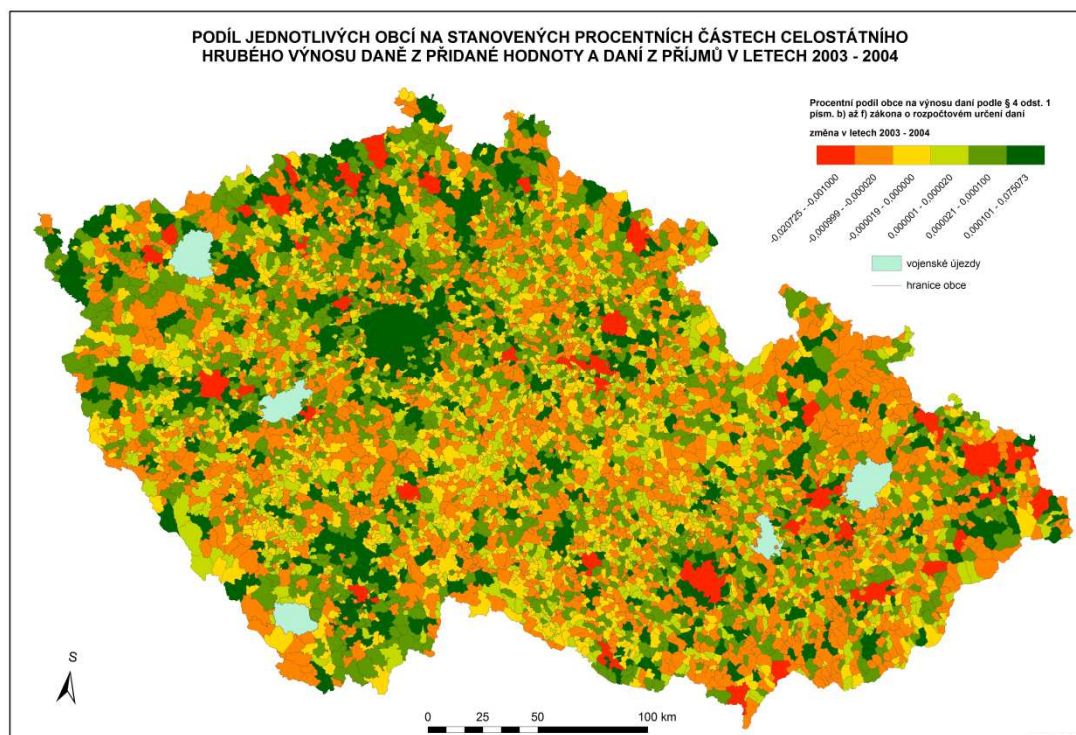 PODÍL JEDNOTLIVÝCH OBCÍ NA STANOVENÝCH PROCENTNÍCH ČÁSTECH CELOSTÁTNÍHO
HRUBÉHO VÝNOSU DANĚ Z PŘIDANÉ HODNOTY A DANÍ Z PŘÍJMŮ V LETECH 2003 - 2004
Procentní podíl obce na výnosu daní podle § 4 odst. 1
písm. b) až f) zákona o rozpočtovém určení daní
změna v letech 2003 - 2004
-0,020725 - -0,001000
-0,000999 - -0,000020
-0,000019 - 0,000000
0,000001 - 0,000020
0,000021 - 0,000100
0,000101 - 0,075073
vojenské újezdy
hranice obce
S
0 25 50 100 km